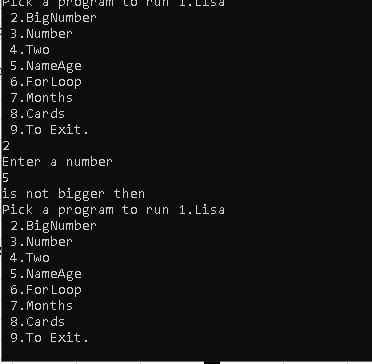 Pick a program to run 1.Lisa
2.BigNumber
3.Number
4.Two
5.NameAge
6.ForLoop
7.Months
8.Cards
9.To Exit.
2
Enter a number
5
is not bigger then
Pick a program to run 1.Lisa
2.BigNumber
3.Number
4.Two
5.NameAge
6.ForLoop
7.Months
8.Cards
9.To Exit.